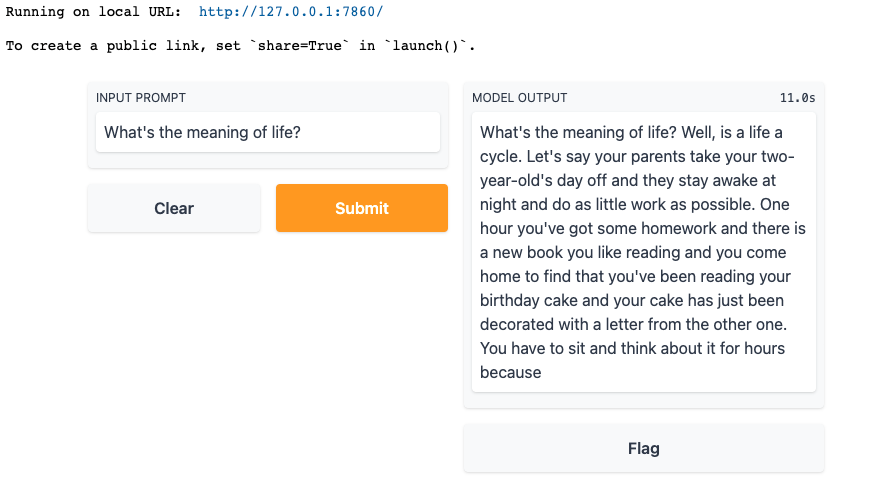 Running on local URL:  http://127.0.0.1:7860/
To create a public link, set `share=True` in `launch()`.
INPUT PROMPT
What's the meaning of life?
Clear
Submit
MODEL OUTPUT
11.0s
What's the meaning of life? Well, is a life a
cycle. Let's say your parents take your two-
year-old's day off and they stay awake at
night and do as little work as possible. One
hour you've got some homework and there is
a new book you like reading and you come
home to find that you've been reading your
birthday cake and your cake has just been
decorated with a letter from the other one.
You have to sit and think about it for hours
because
Flag